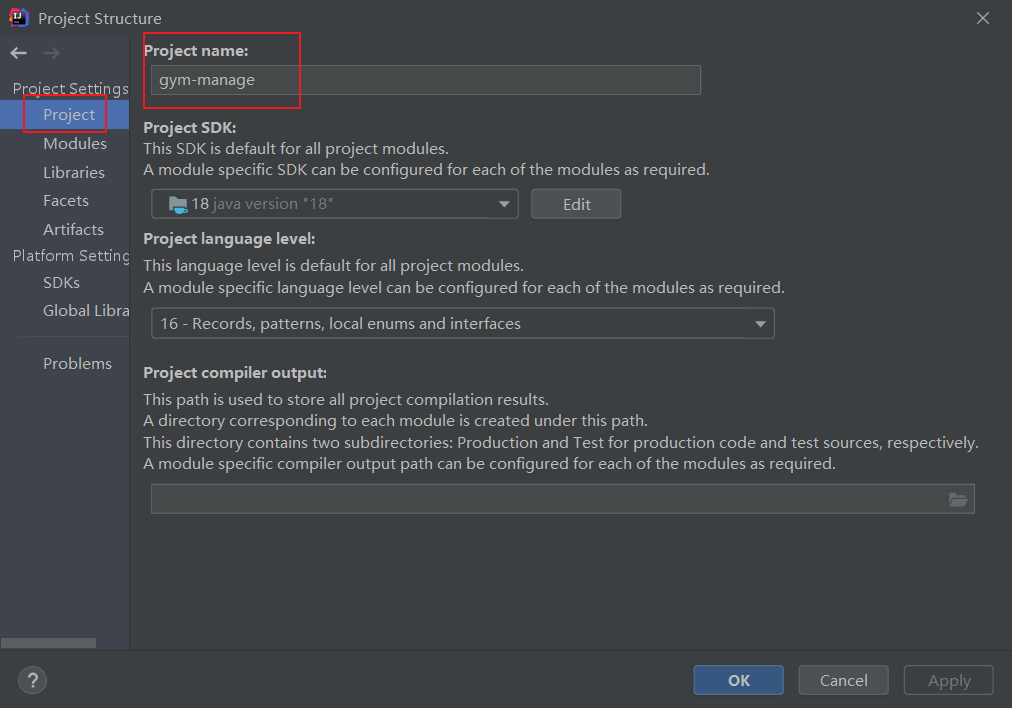 Project Structure
Project Settings
Project
Modules
Libraries
Facets
Artifacts
Platform Setting
SDKs
Global Libra
Problems
Project name:
gym-manage
Project SDK:
This SDK is default for all project modules.
A module specific SDK can be configured for each of the modules as required.
18 java version "18"
Edit
Project language level:
This language level is default for all project modules.
A module specific language level can be configured for each of the modules as required.
16 - Records, patterns, local enums and interfaces
Project compiler output:
This path is used to store all project compilation results.
A directory corresponding to each module is created under this path.
This directory contains two subdirectories: Production and Test for production code and test sources, respectively.
A module specific compiler output path can be configured for each of the modules as required.
?
OK
Cancel
Apply